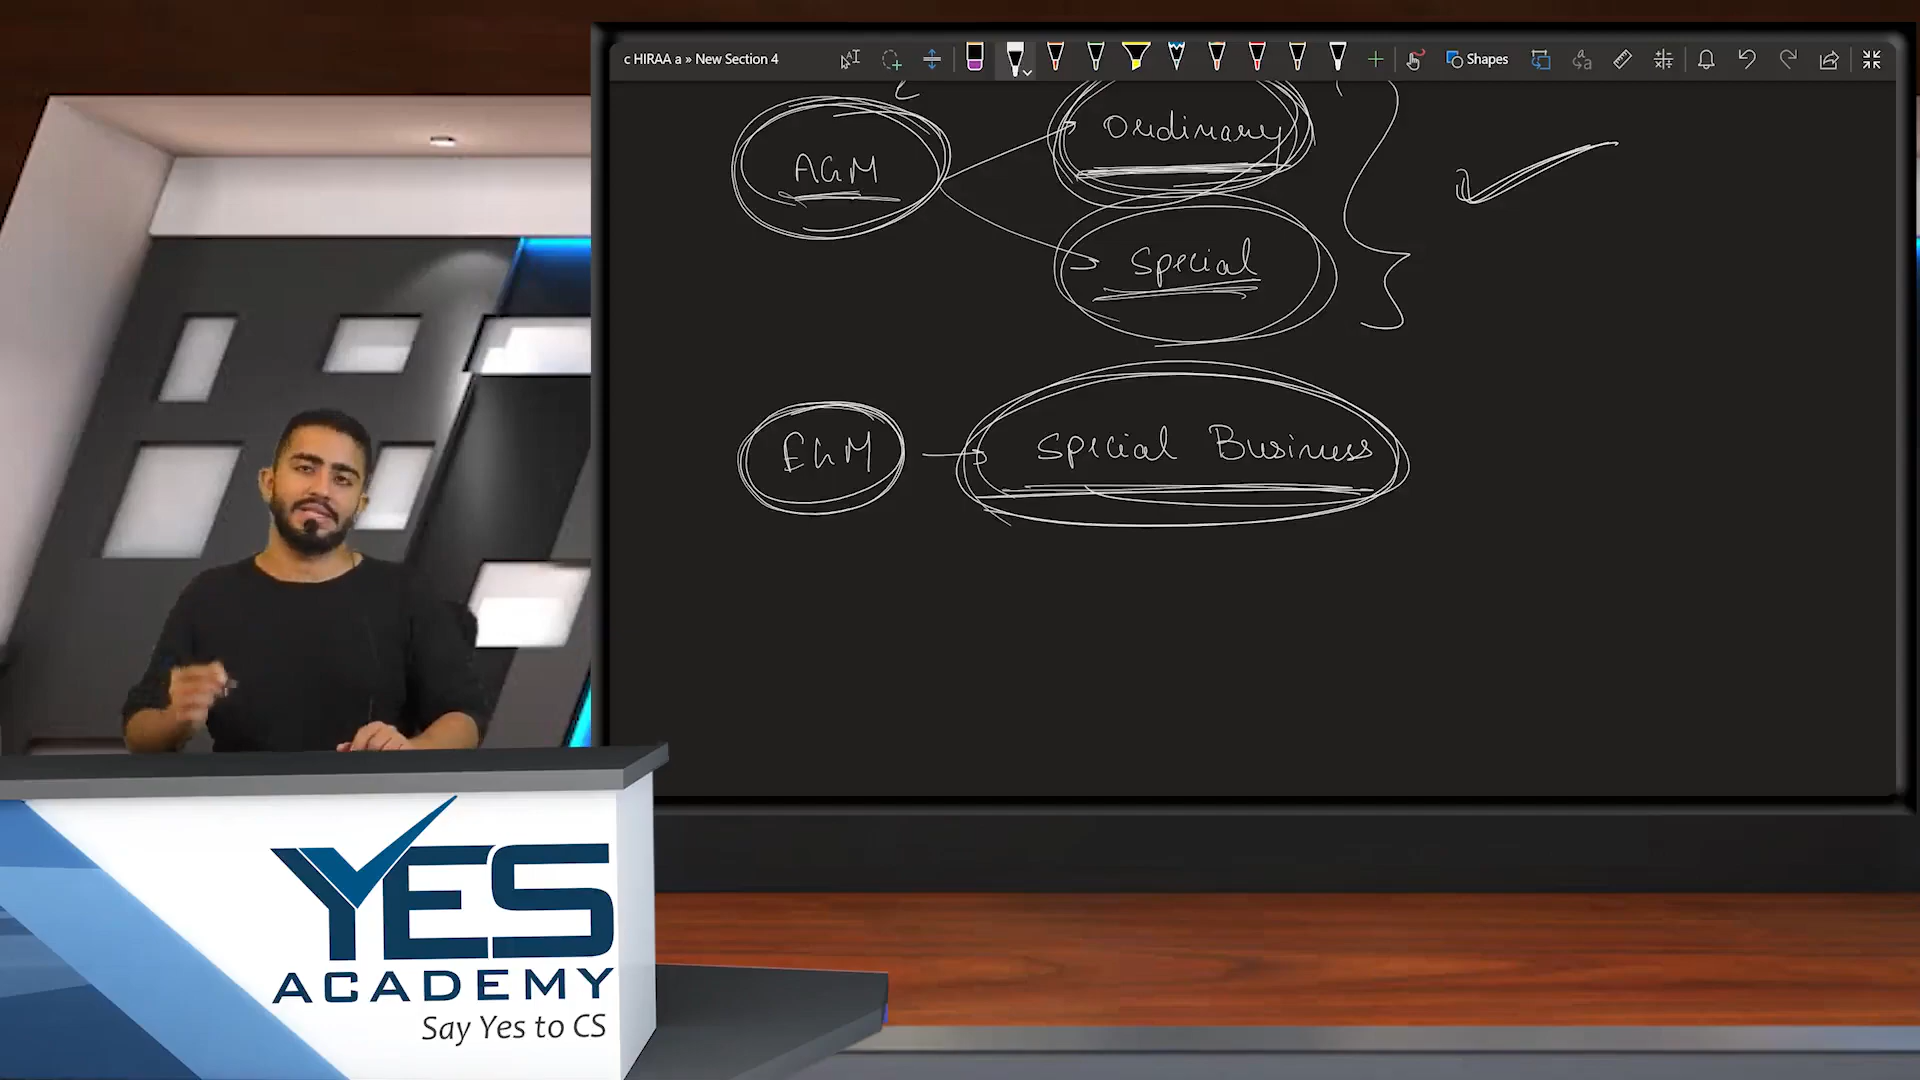 c HIRAA a » New Section 4
Shapes
AGM
Ordinary
Special
EGM
Special Business
YES
ACADEMY
Say Yes to CS